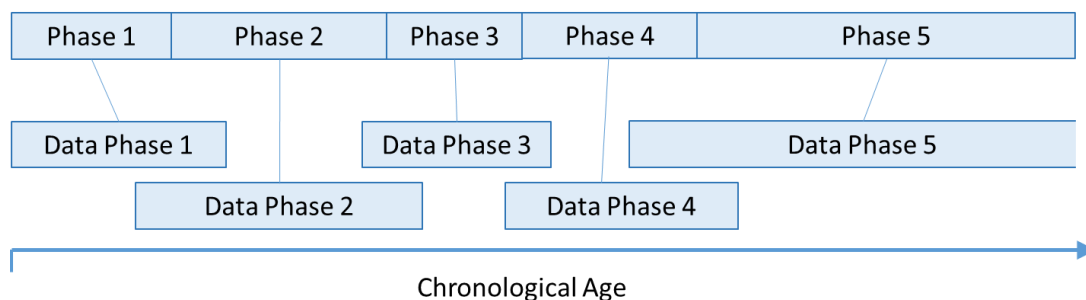 Phase 1
Phase 2
Phase 3
Phase 4
Phase 5
Data Phase 1
Data Phase 3
Data Phase 5
Data Phase 2
Data Phase 4
Chronological Age